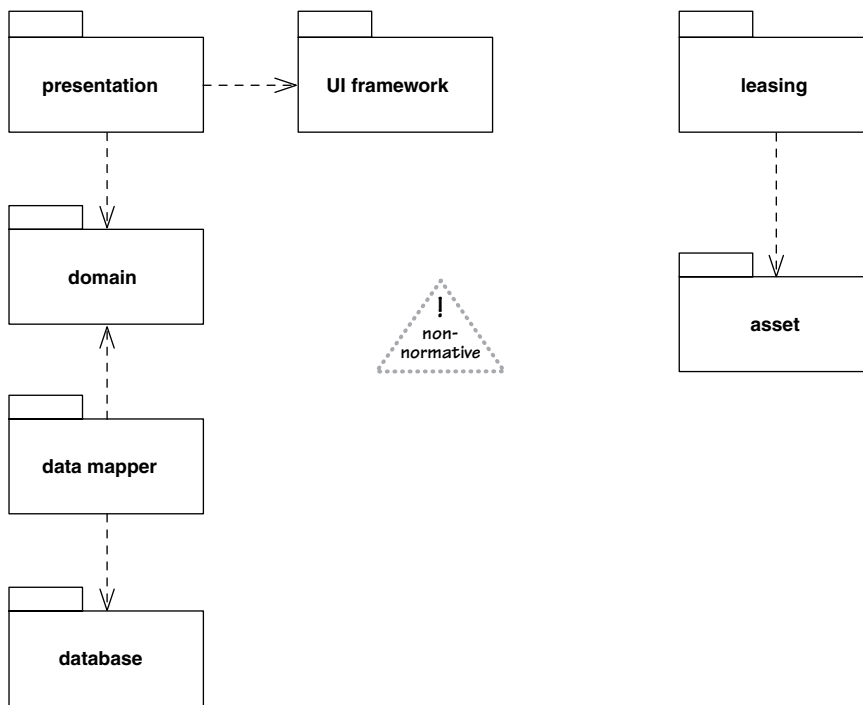 presentation
UI framework
leasing
domain
asset
!
non-
normative
data mapper
database